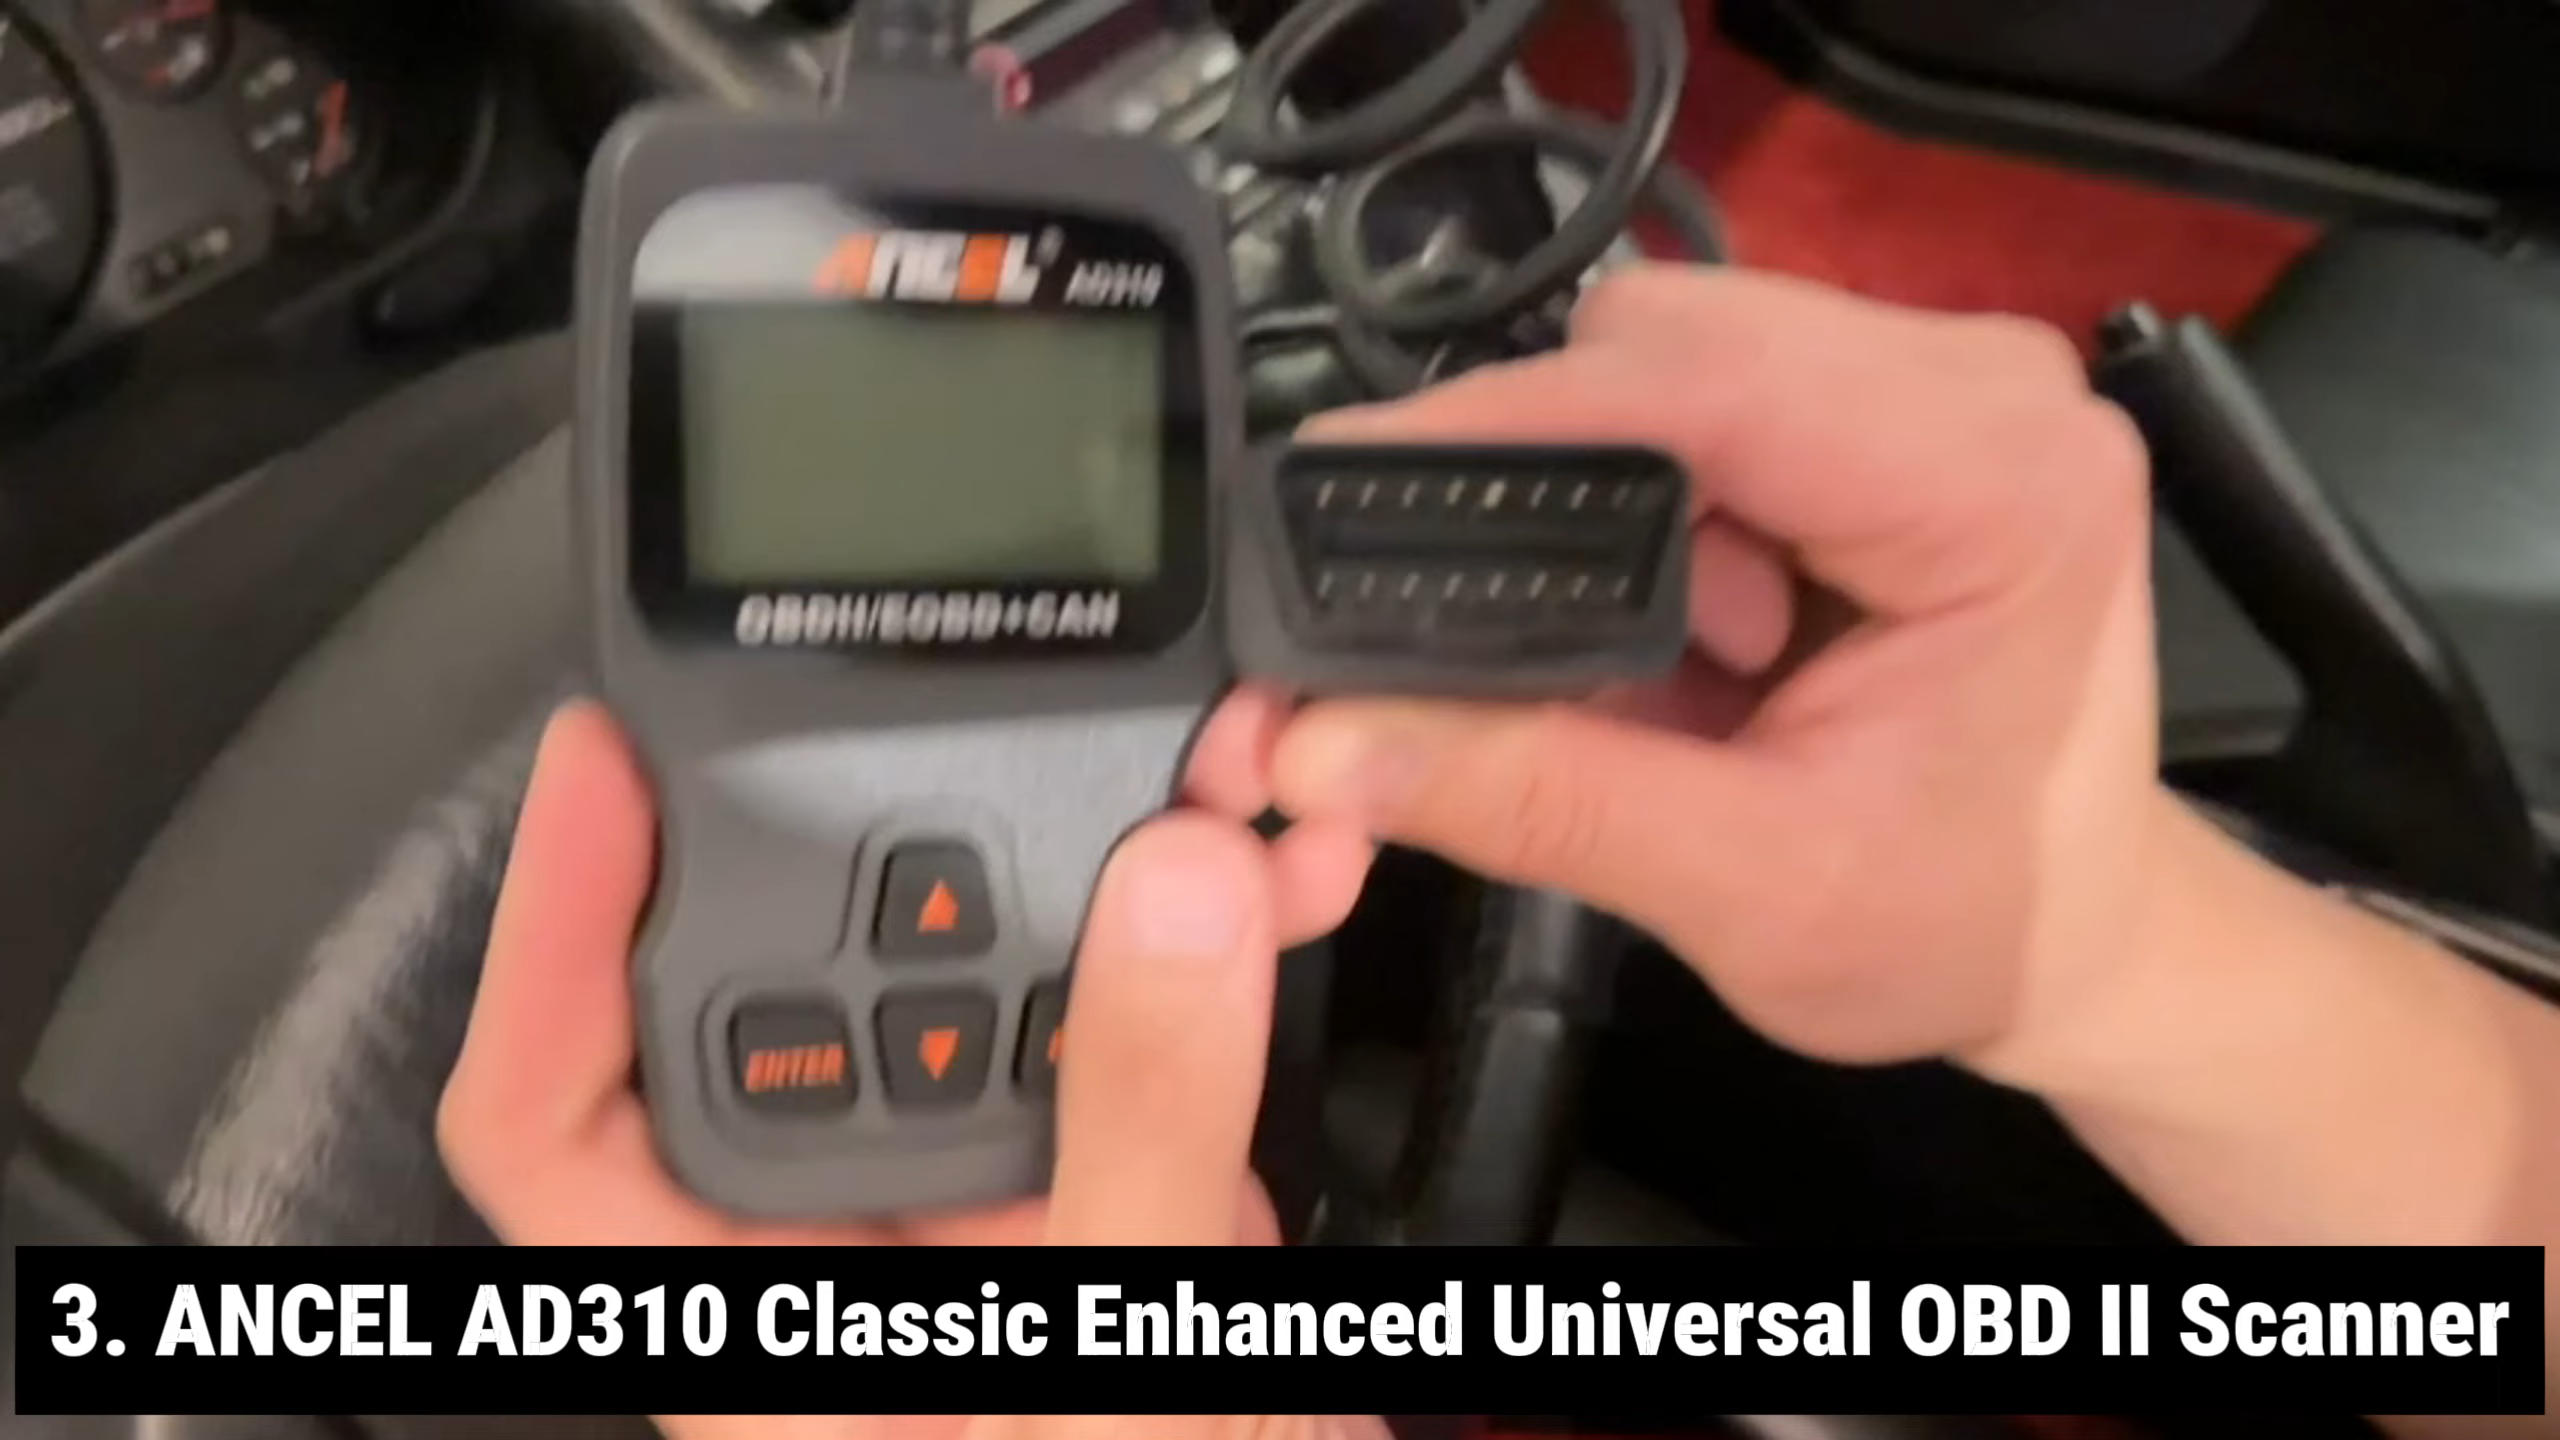 ANCEL® AD310
OBDII/EOBD+CAN
ENTER
3. ANCEL AD310 Classic Enhanced Universal OBD II Scanner